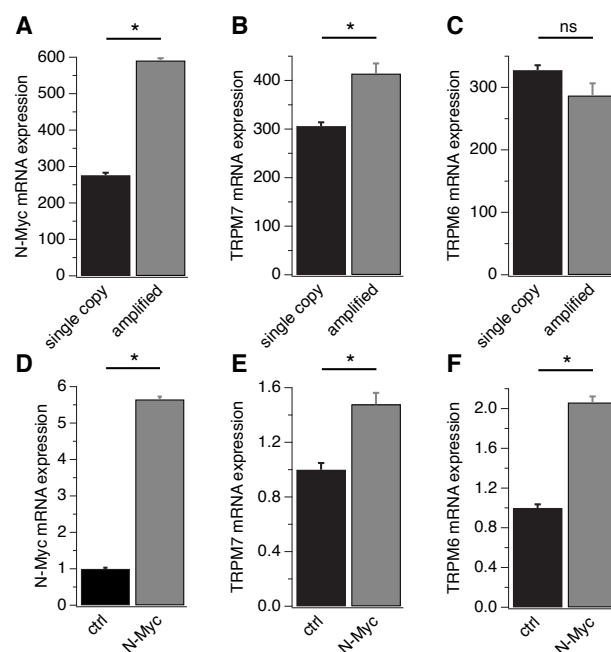 A
*
N-Myc mRNA expression
600
500
400
300
200
100
0
single copy
amplified
B
*
TRPM7 mRNA expression
400
300
200
100
0
single copy
amplified
C
ns
TRPM6 mRNA expression
300
200
100
0
single copy
amplified
D
*
N-Myc mRNA expression
6
5
4
3
2
1
0
ctrl
N-Myc
E
*
TRPM7 mRNA expression
1.6
1.2
0.8
0.4
0.0
ctrl
N-Myc
F
*
TRPM6 mRNA expression
2.0
1.6
1.2
0.8
0.4
0.0
ctrl
N-Myc